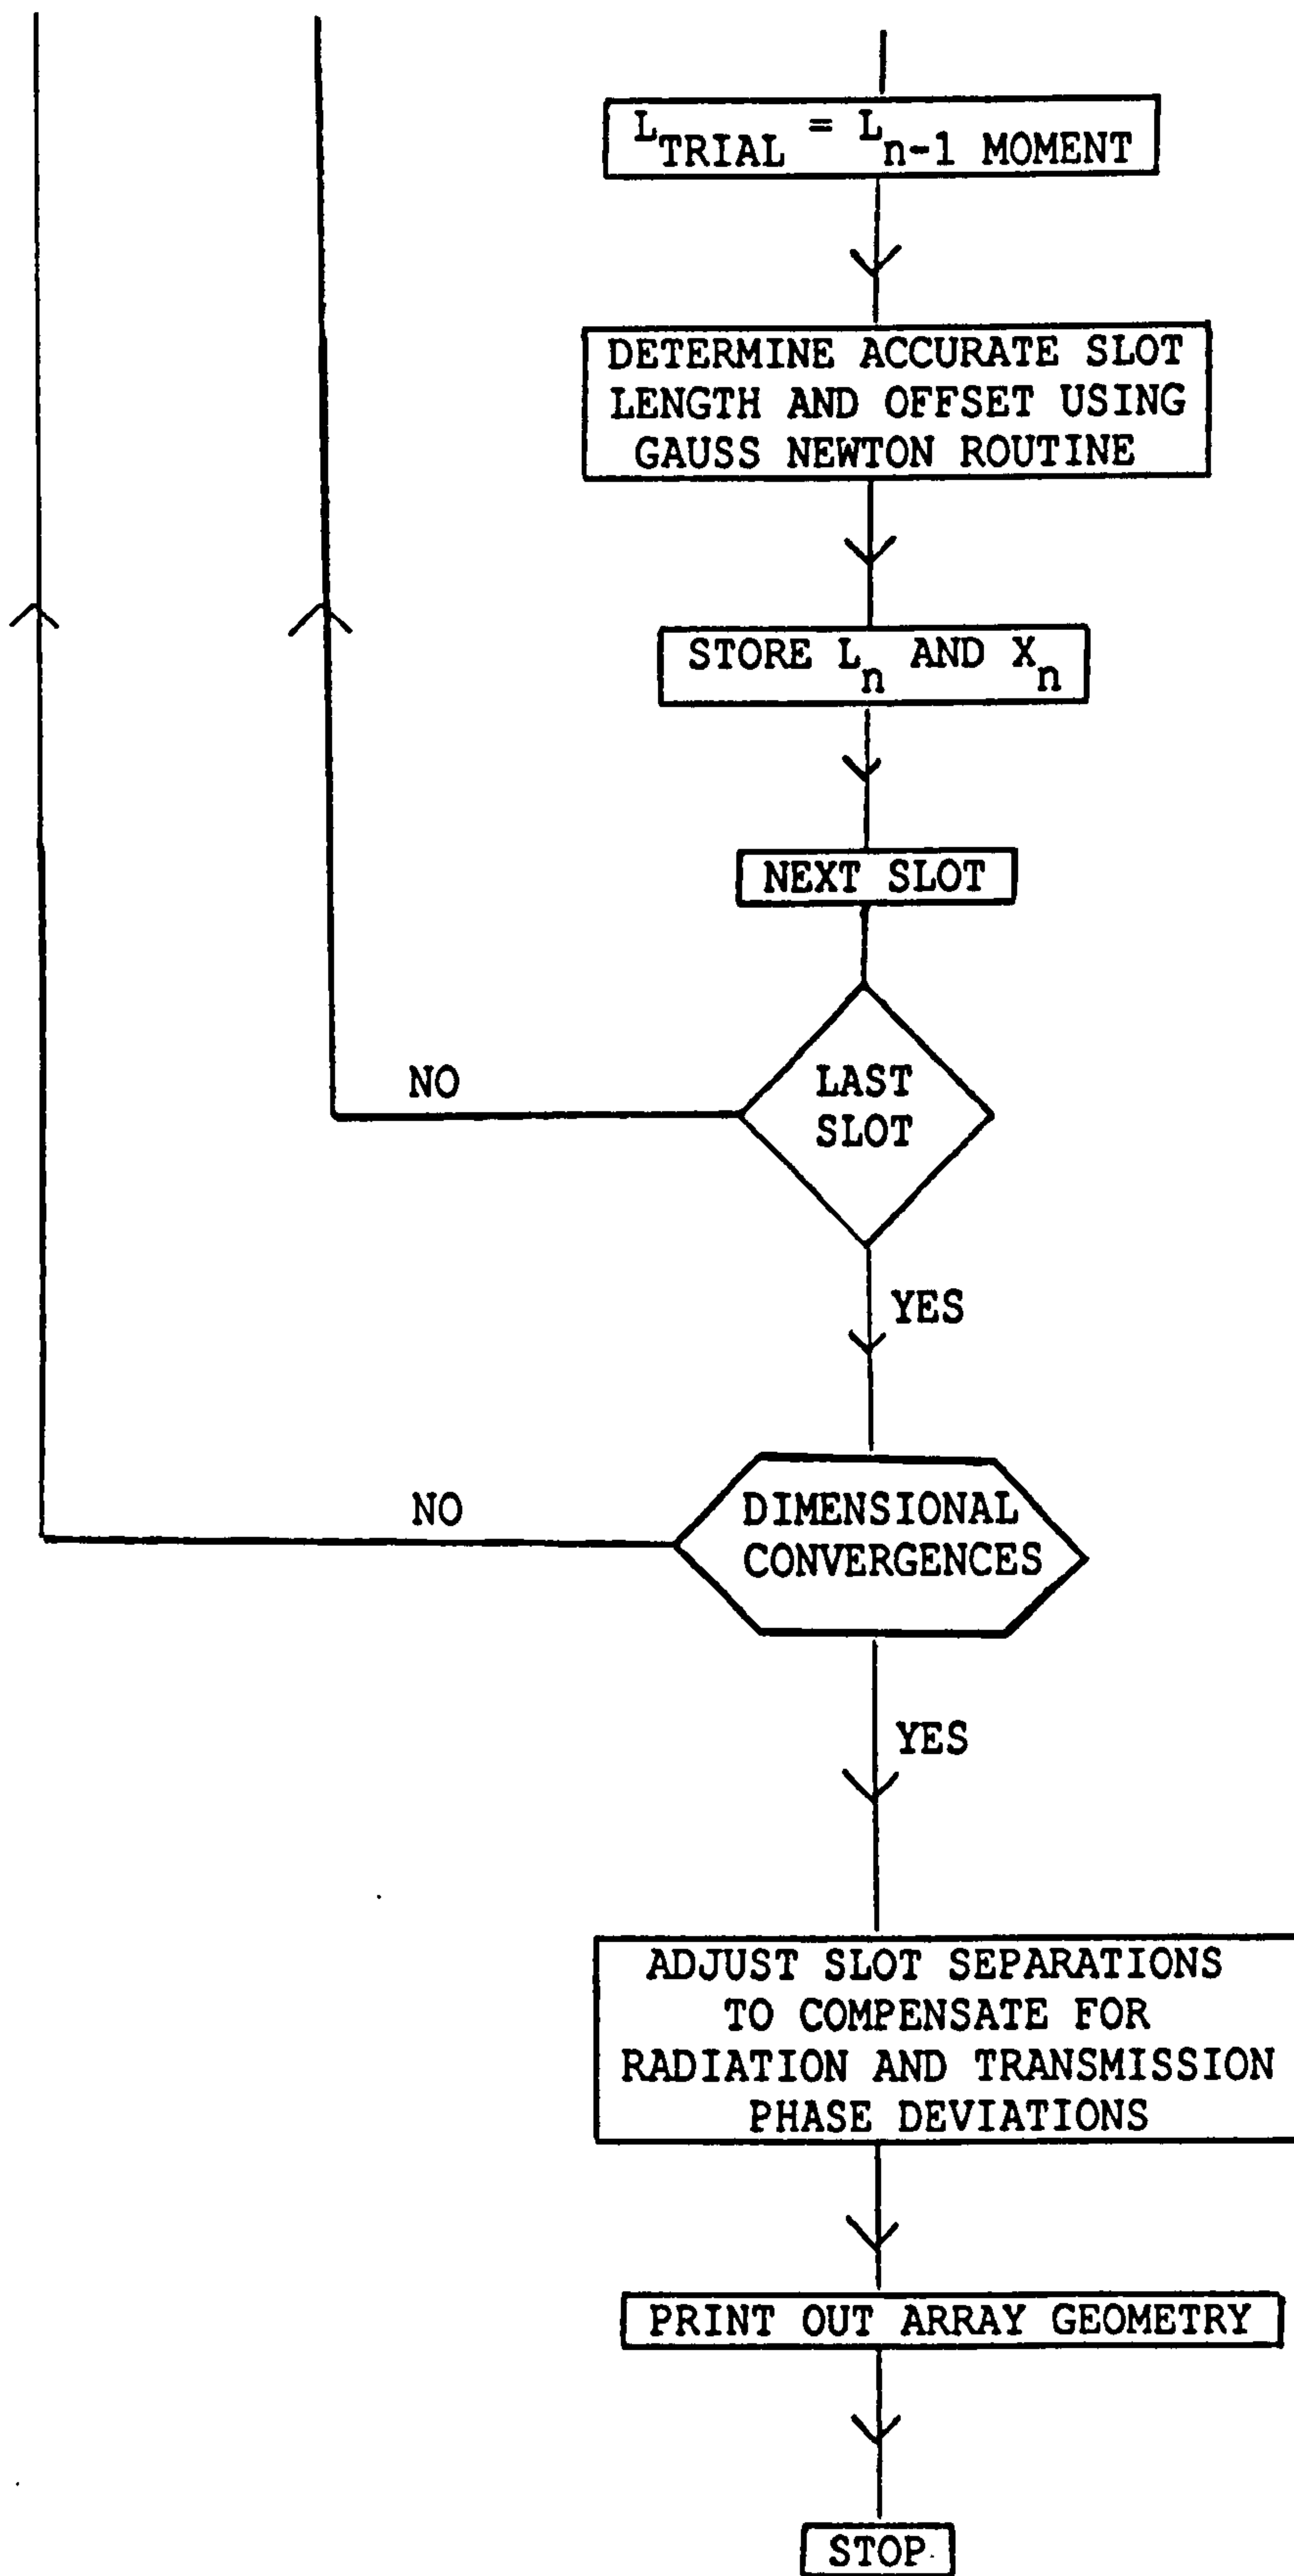 L_TRIAL = L_n-1 MOMENT
DETERMINE ACCURATE SLOT
LENGTH AND OFFSET USING
GAUSS NEWTON ROUTINE
STORE L_n AND X_n
NEXT SLOT
NO
LAST
SLOT
YES
NO
DIMENSIONAL
CONVERGENCES
YES
ADJUST SLOT SEPARATIONS
TO COMPENSATE FOR
RADIATION AND TRANSMISSION
PHASE DEVIATIONS
PRINT OUT ARRAY GEOMETRY
STOP